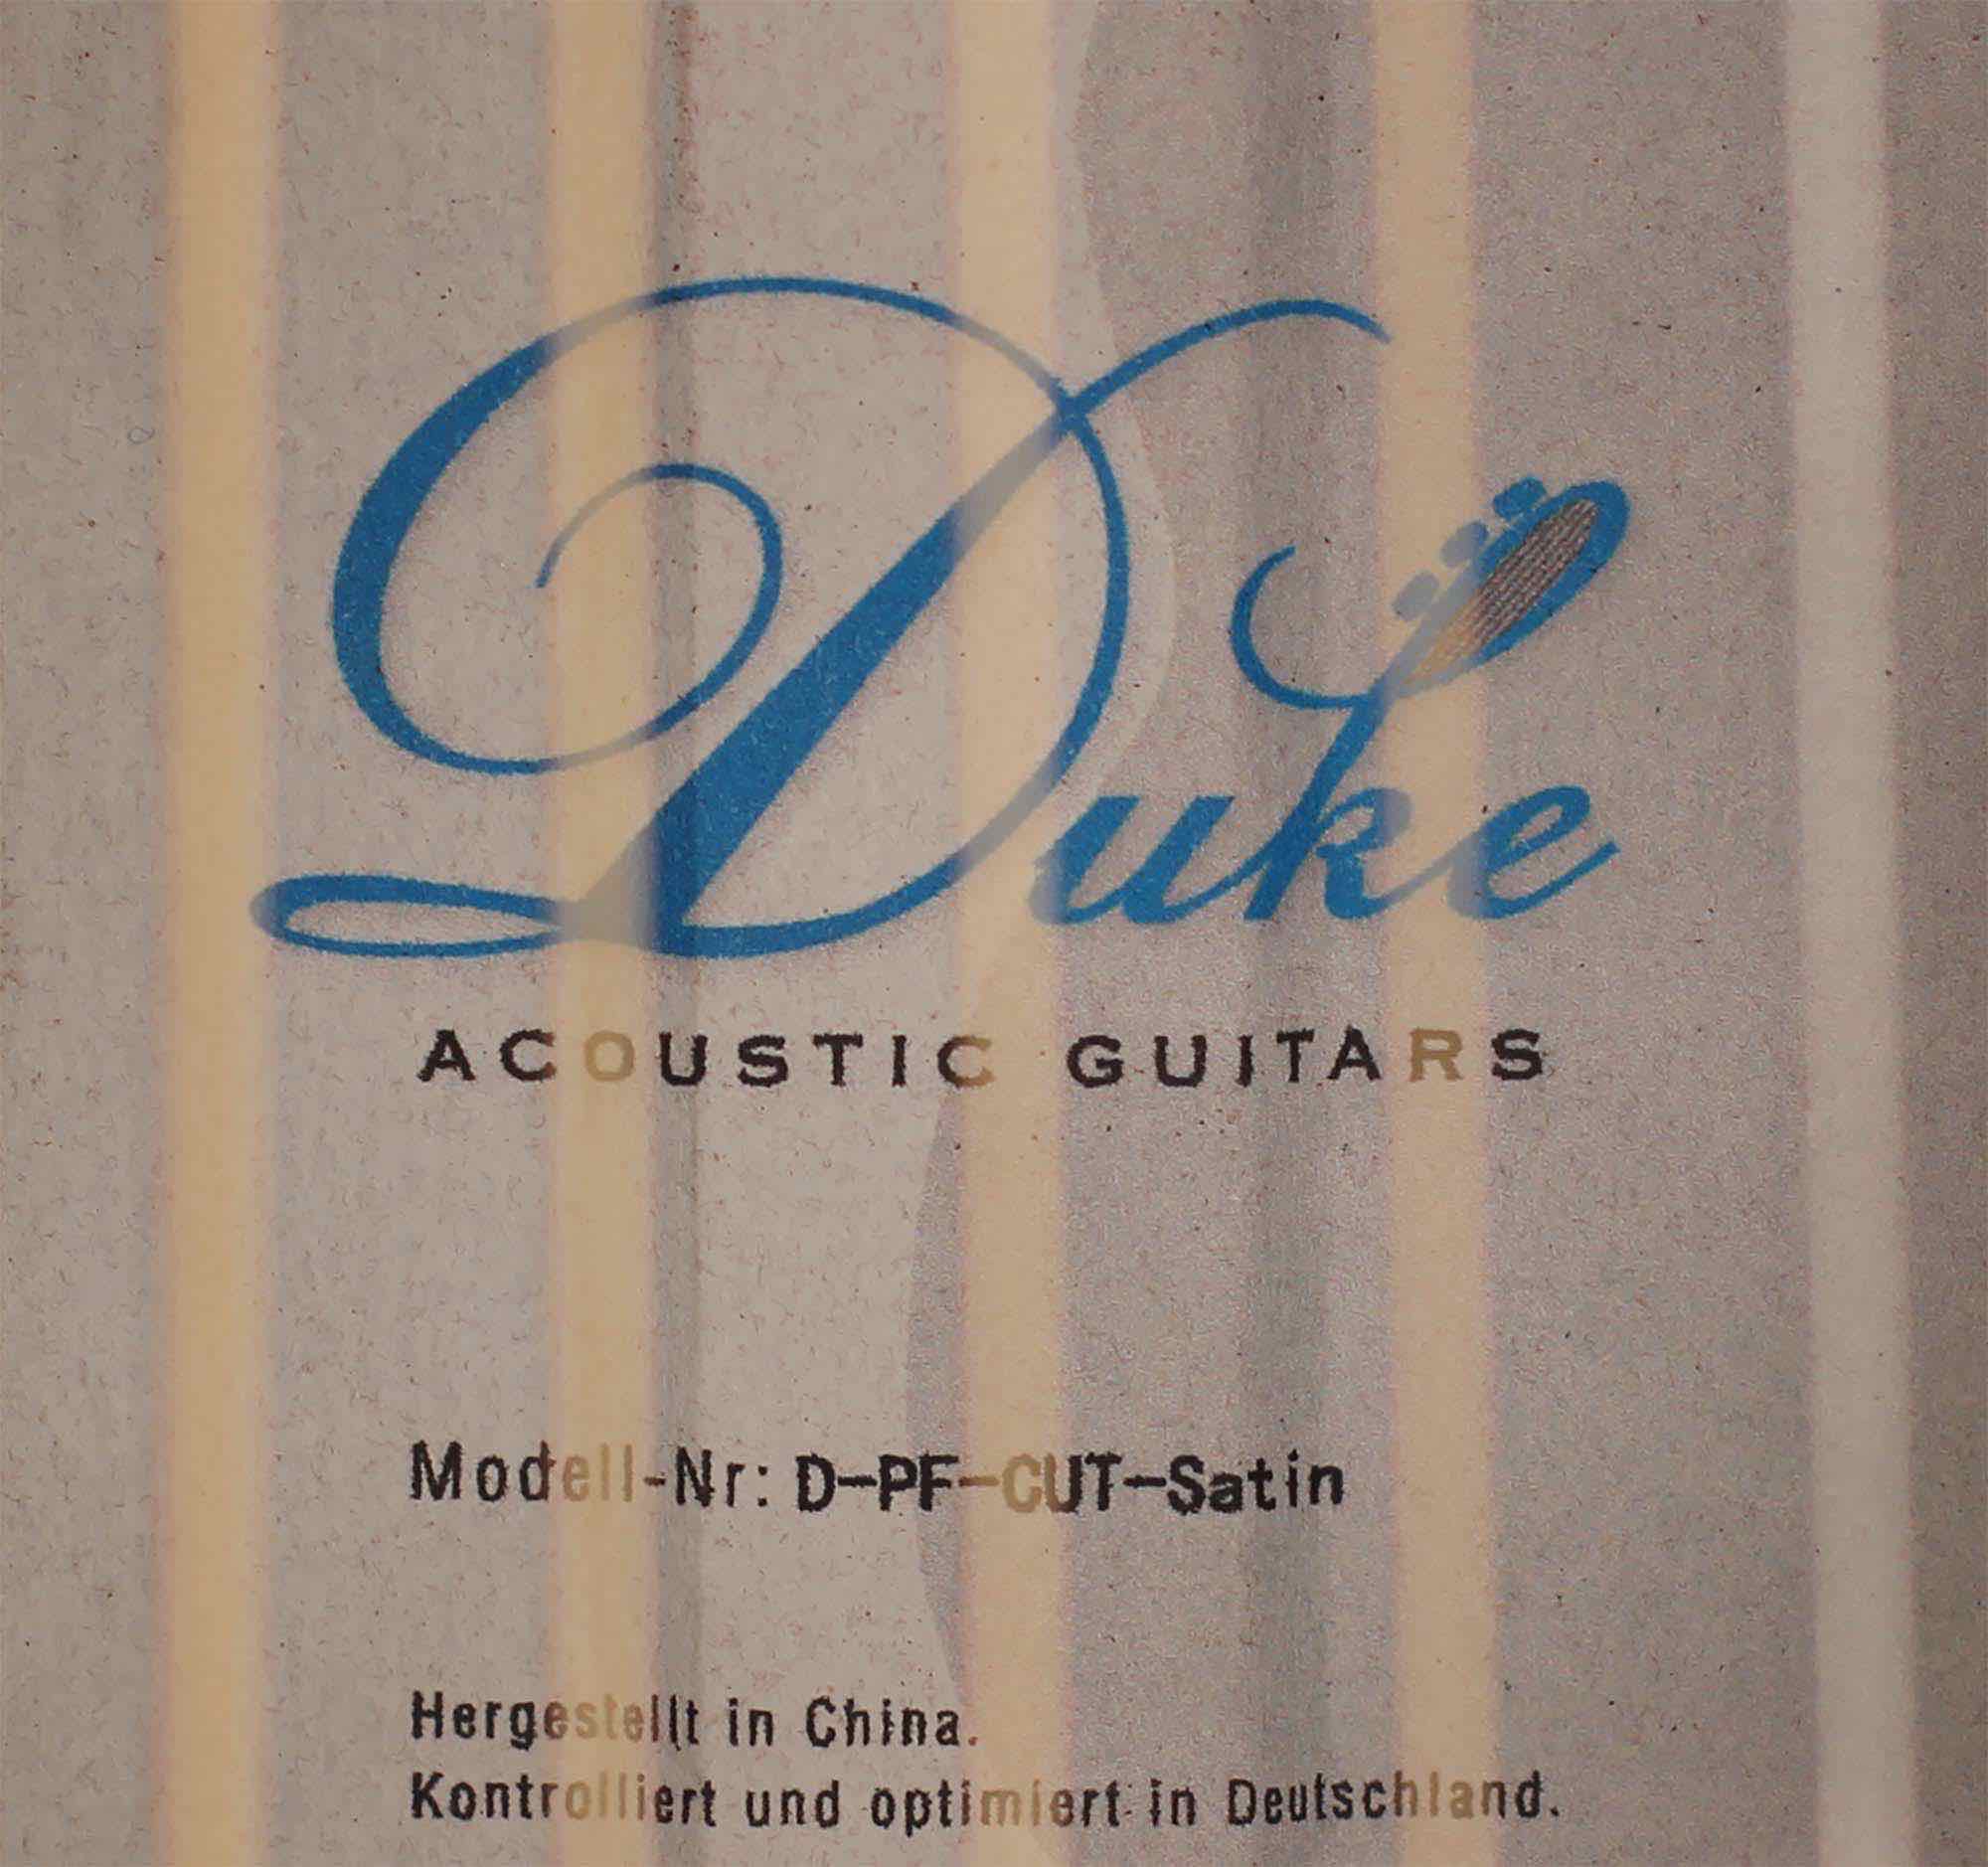 Duke
ACOUSTIC GUITARS
Modell-Nr: D-PF-CUT-Satin
Hergestellt in China.
Kontrolliert und optimiert in Deutschland.